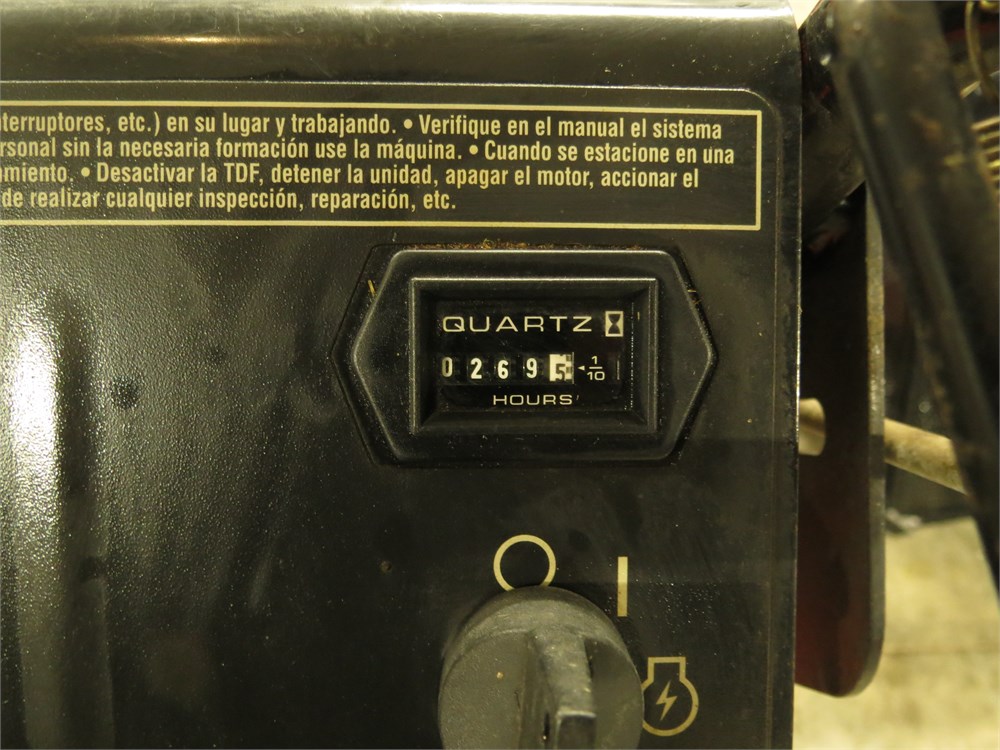 nterruptores, etc.) en su lugar y trabajando. • Verifique en el manual el sistema
rsonal sin la necesaria formación use la máquina. • Cuando se estacione en una
miento. • Desactivar la TDF, detener la unidad, apagar el motor, accionar el
de realizar cualquier inspección, reparación, etc.
QUARTZ
0 2 6 9 5 1/10
HOURS